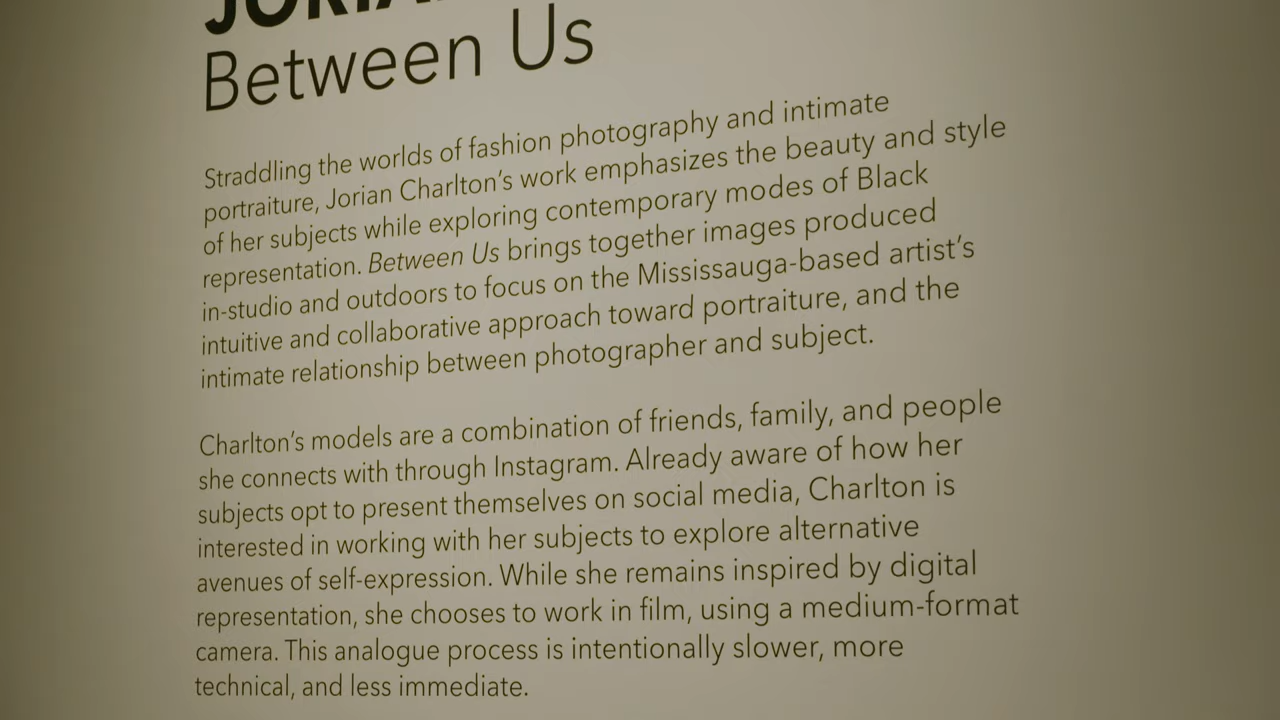 Between Us
Straddling the worlds of fashion photography and intimate
portraiture, Jorian Charlton's work emphasizes the beauty and style
of her subjects while exploring contemporary modes of Black
representation. Between Us brings together images produced
in-studio and outdoors to focus on the Mississauga-based artist's
intuitive and collaborative approach toward portraiture, and the
intimate relationship between photographer and subject.
Charlton's models are a combination of friends, family, and people
she connects with through Instagram. Already aware of how her
subjects opt to present themselves on social media, Charlton is
interested in working with her subjects to explore alternative
avenues of self-expression. While she remains inspired by digital
representation, she chooses to work in film, using a medium-format
camera. This analogue process is intentionally slower, more
technical, and less immediate.